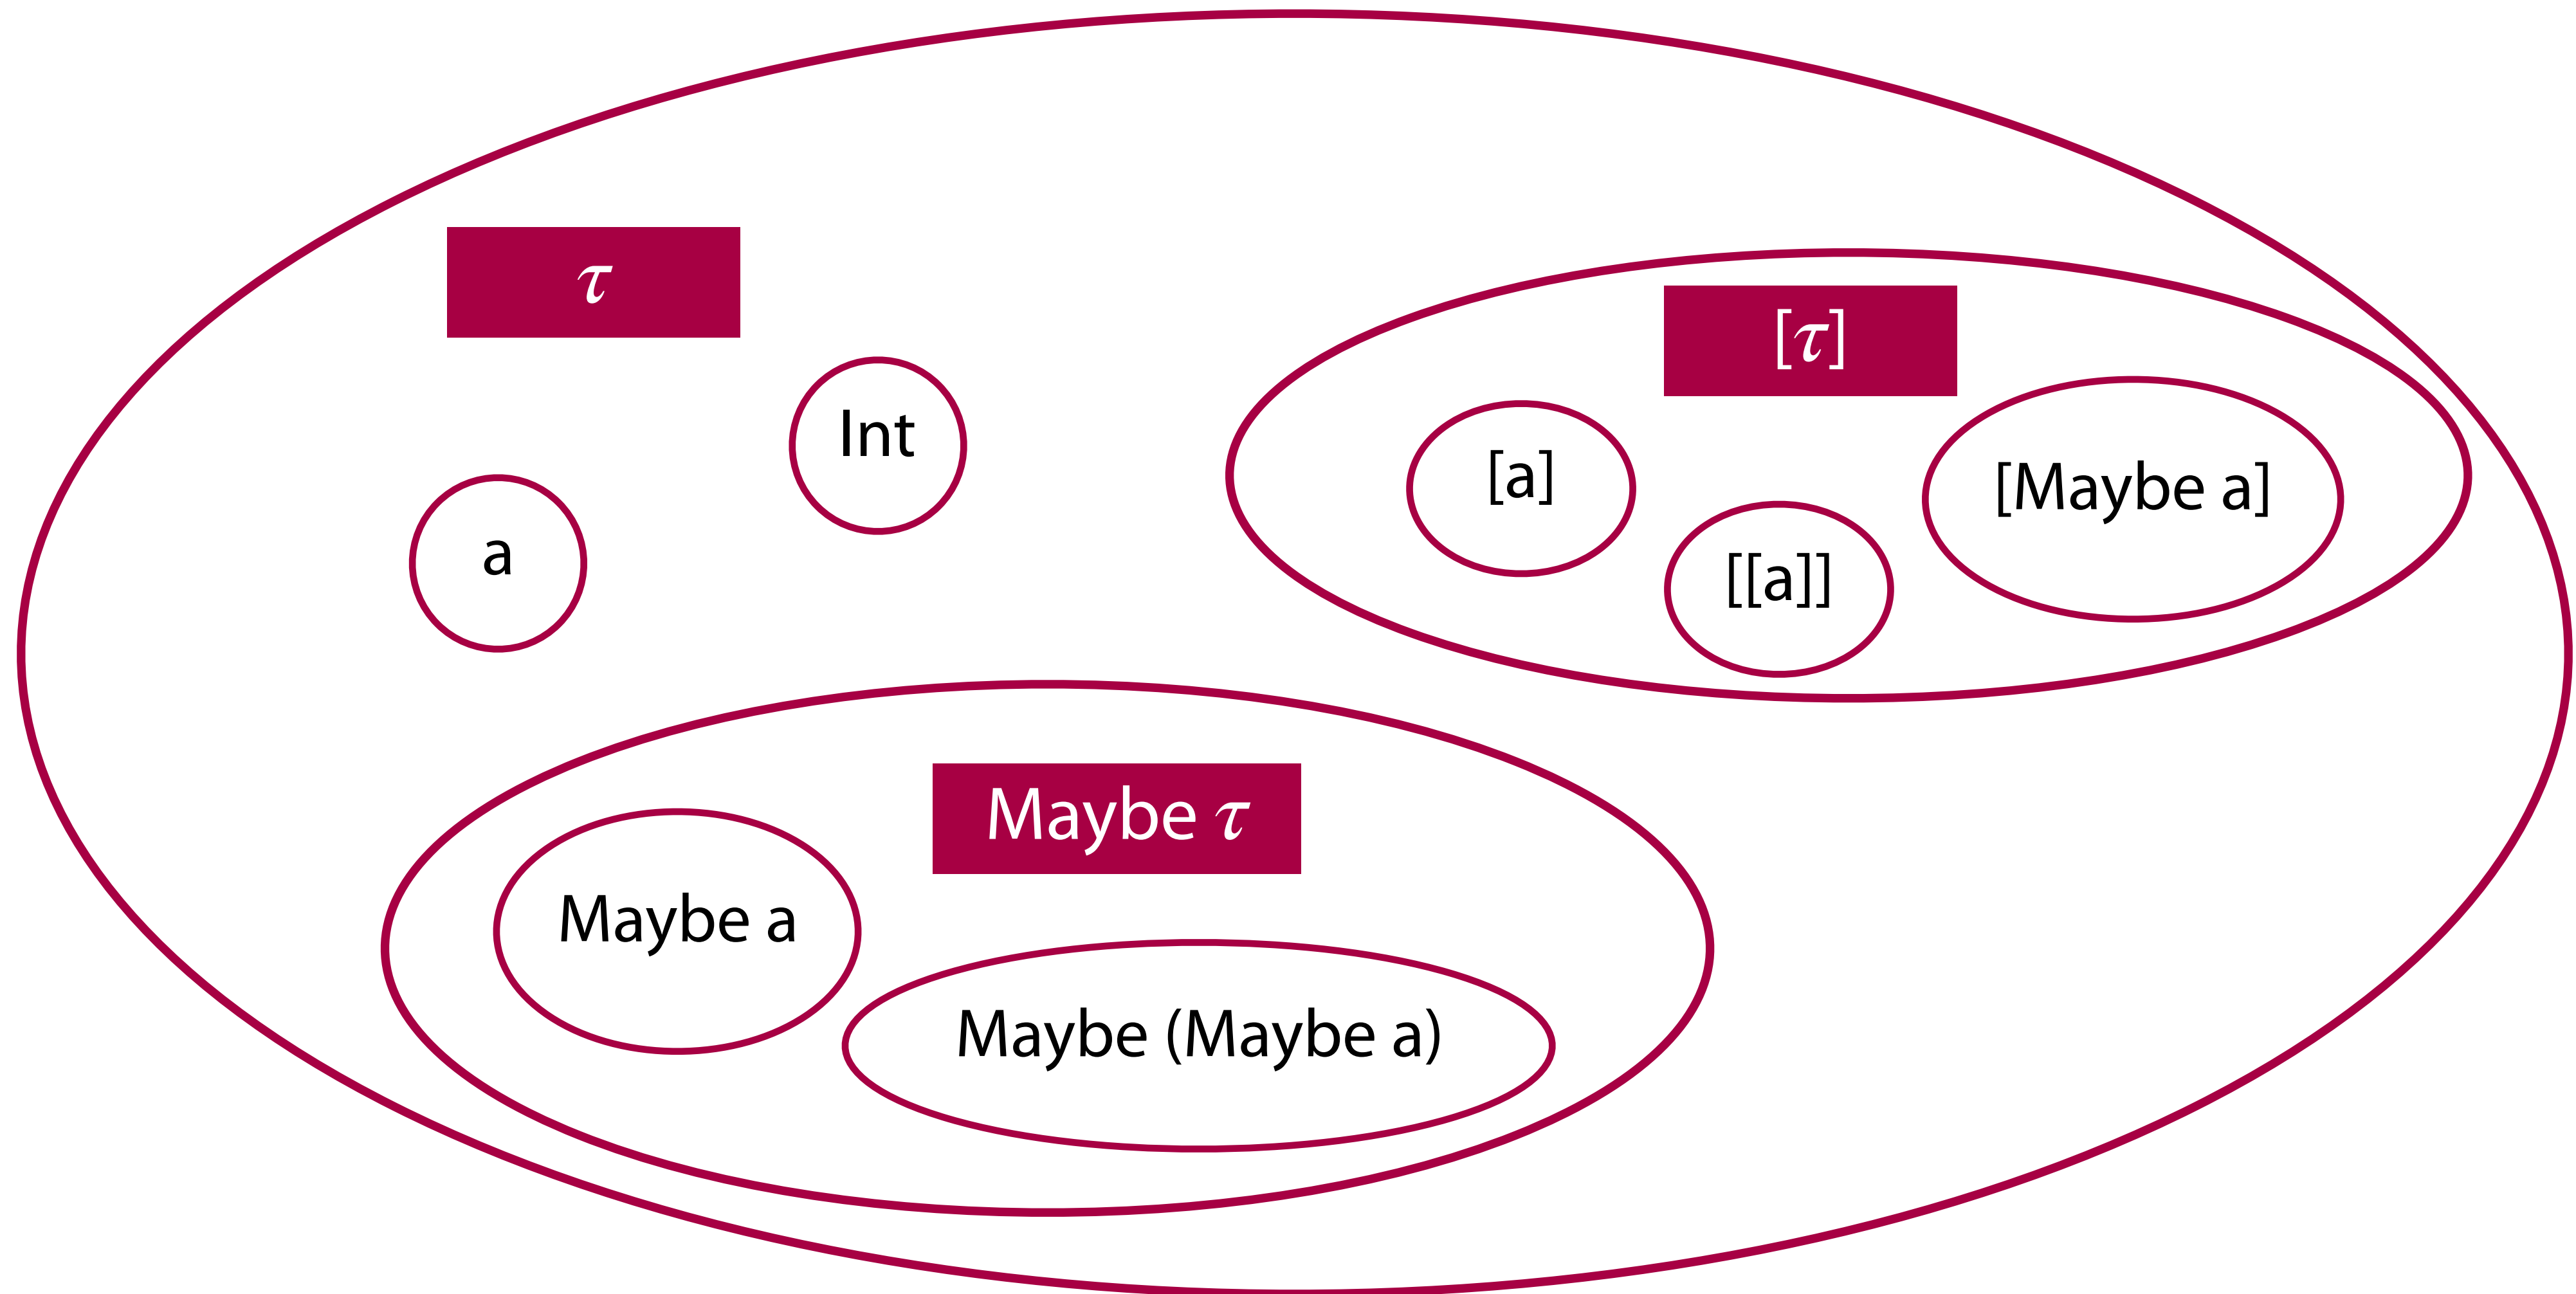 τ
[τ]
Int
[a]
[Maybe a]
a
[[a]]
Maybe τ
Maybe a
Maybe (Maybe a)